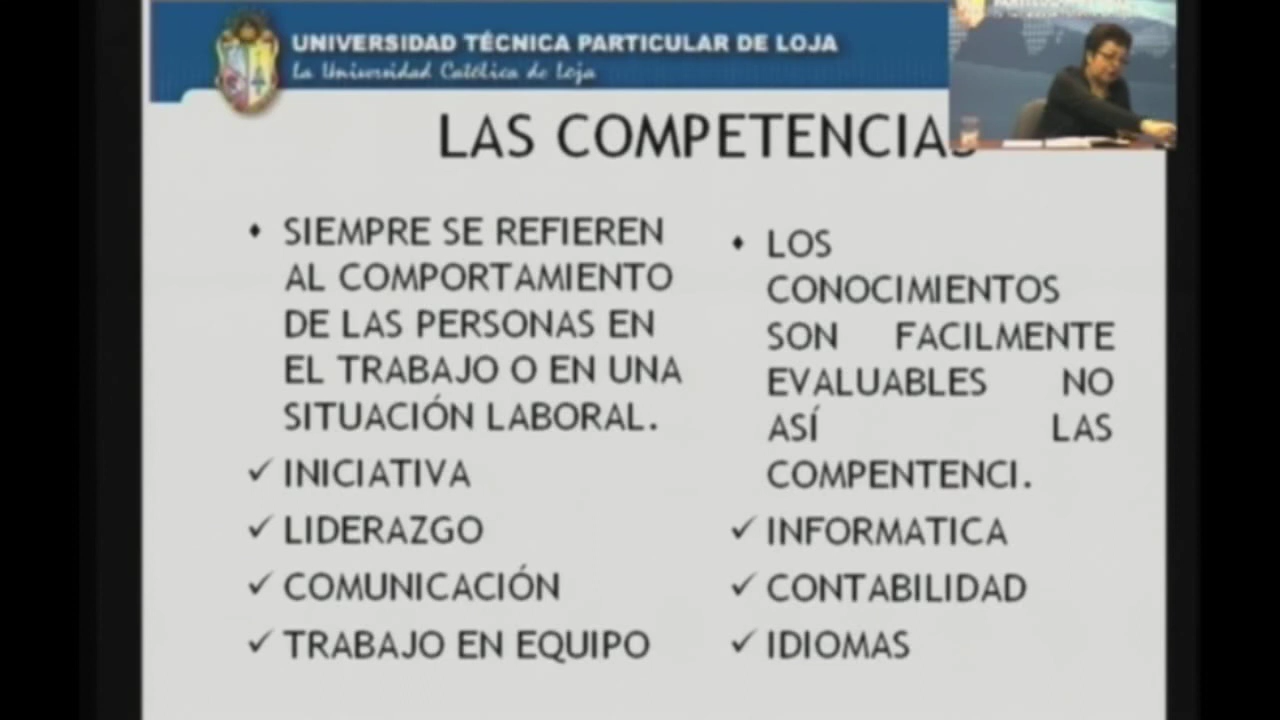 UNIVERSIDAD TÉCNICA PARTICULAR DE LOJA
La Universidad Católica de Loja
LAS COMPETENCIAS
• SIEMPRE SE REFIEREN
AL COMPORTAMIENTO
DE LAS PERSONAS EN
EL TRABAJO O EN UNA
SITUACIÓN LABORAL.
✓ INICIATIVA
✓ LIDERAZGO
✓ COMUNICACIÓN
✓ TRABAJO EN EQUIPO
• LOS
CONOCIMIENTOS
SON FACILMENTE
EVALUABLES NO
ASÍ LAS
COMPENTENCI.
✓ INFORMATICA
✓ CONTABILIDAD
✓ IDIOMAS